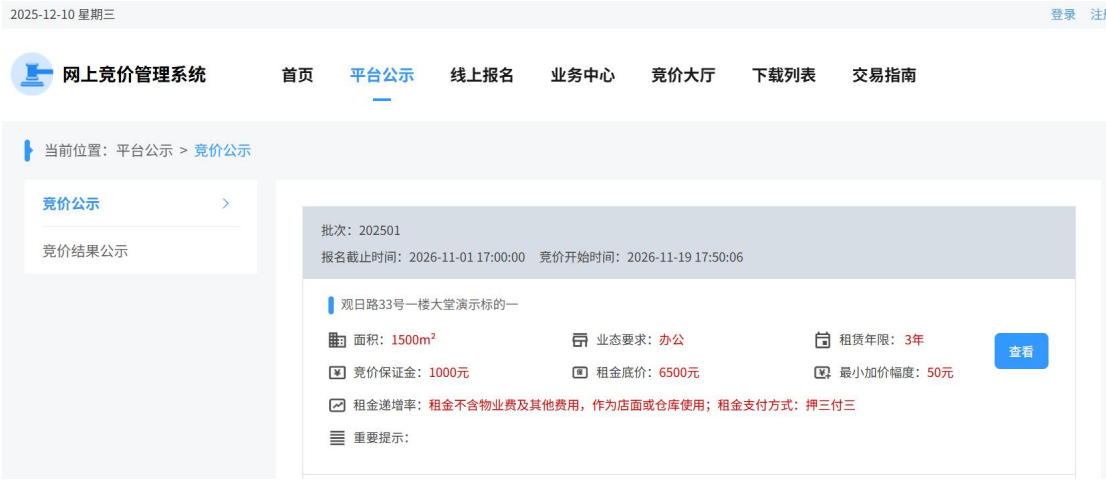 2025-12-10 星期三
登录 注册
网上竞价管理系统
首页 平台公示 线上报名 业务中心 竞价大厅 下载列表 交易指南
当前位置：平台公示 > 竞价公示
竞价公示
竞价结果公示
批次：202501
报名截止时间：2026-11-01 17:00:00 竞价开始时间：2026-11-19 17:50:06
观日路33号一楼大堂演示标的一
面积：1500m²
业态要求：办公
租赁年限：3年
查看
竞价保证金：1000元
租金底价：6500元
最小加价幅度：50元
租金递增率：租金不含物业费及其他费用，作为店面或仓库使用；租金支付方式：押三付三
重要提示：